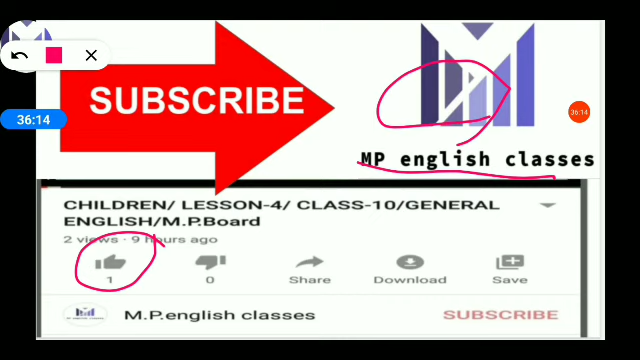 SUBSCRIBE
36:14
36:14
MP english classes
CHILDREN/ LESSON-4/ CLASS-10/GENERAL
ENGLISH/M.P.Board
2 views · 9 hours ago
1 0 Share Download Save
M.P.english classes SUBSCRIBE